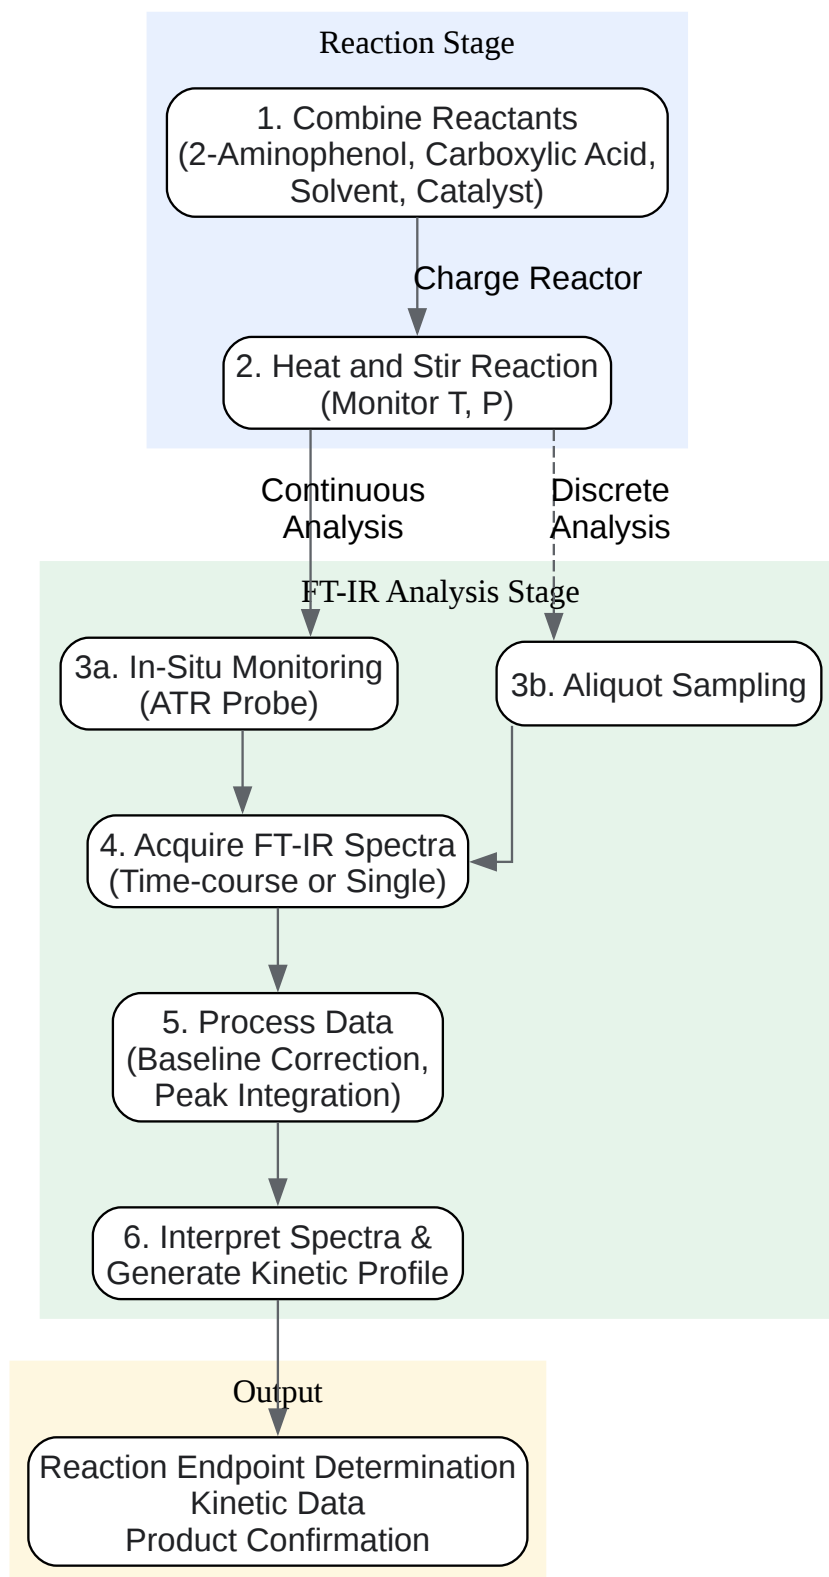 Reaction Stage
1. Combine Reactants
(2-Aminophenol, Carboxylic Acid,
Solvent, Catalyst)
Charge Reactor
2. Heat and Stir Reaction
(Monitor T, P)
Continuous
Analysis
Discrete
Analysis
FT-IR Analysis Stage
3a. In-Situ Monitoring
(ATR Probe)
3b. Aliquot Sampling
4. Acquire FT-IR Spectra
(Time-course or Single)
5. Process Data
(Baseline Correction,
Peak Integration)
6. Interpret Spectra &
Generate Kinetic Profile
Output
Reaction Endpoint Determination
Kinetic Data
Product Confirmation